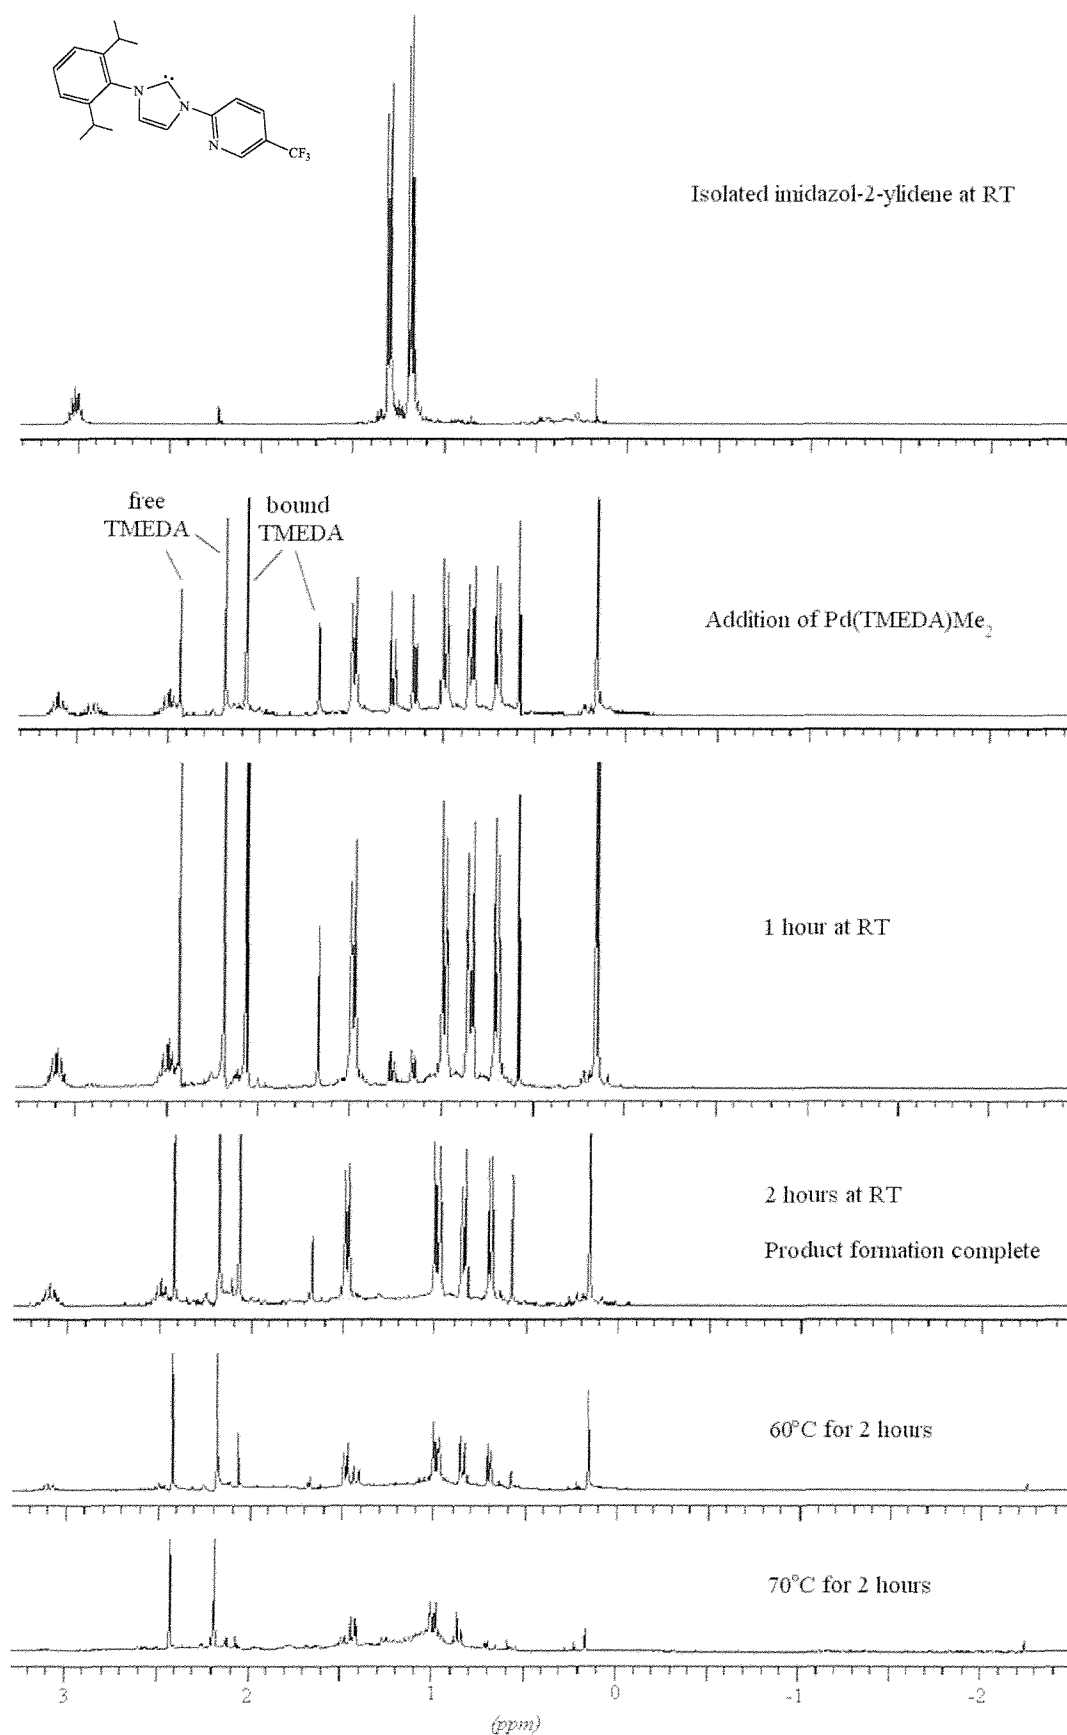 N
N
N
CF3
Isolated imidazol-2-ylidene at RT
free
TMEDA
bound
TMEDA
Addition of Pd(TMEDA)Me2
1 hour at RT
2 hours at RT
Product formation complete
60°C for 2 hours
70°C for 2 hours
3 2 1 0 -1 -2
(ppm)